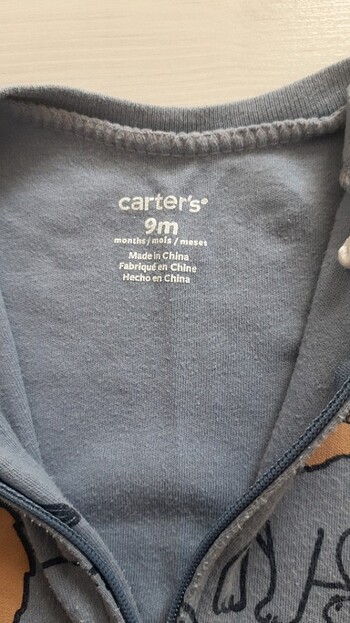 carter's®
9m
months / mois / meses
Made in China
Fabriqué en Chine
Hecho en China